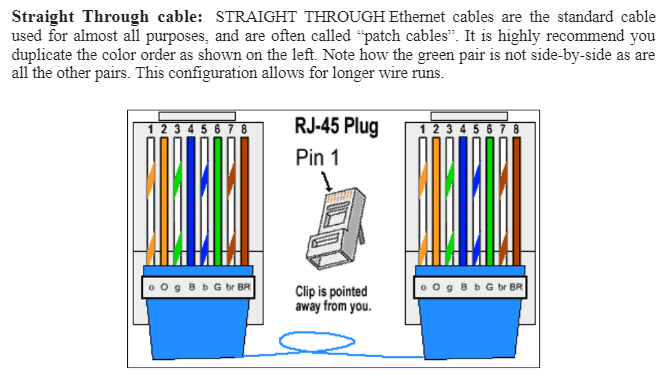 Straight Through cable: STRAIGHT THROUGH Ethernet cables are the standard cable
used for almost all purposes, and are often called “patch cables”. It is highly recommend you
duplicate the color order as shown on the left. Note how the green pair is not side-by-side as are
all the other pairs. This configuration allows for longer wire runs.
1 2 3 4 5 6 7 8
RJ-45 Plug
1 2 3 4 5 6 7 8
Pin 1
o O g B b G br BR
Clip is pointed
away from you.
o O g B b G br BR